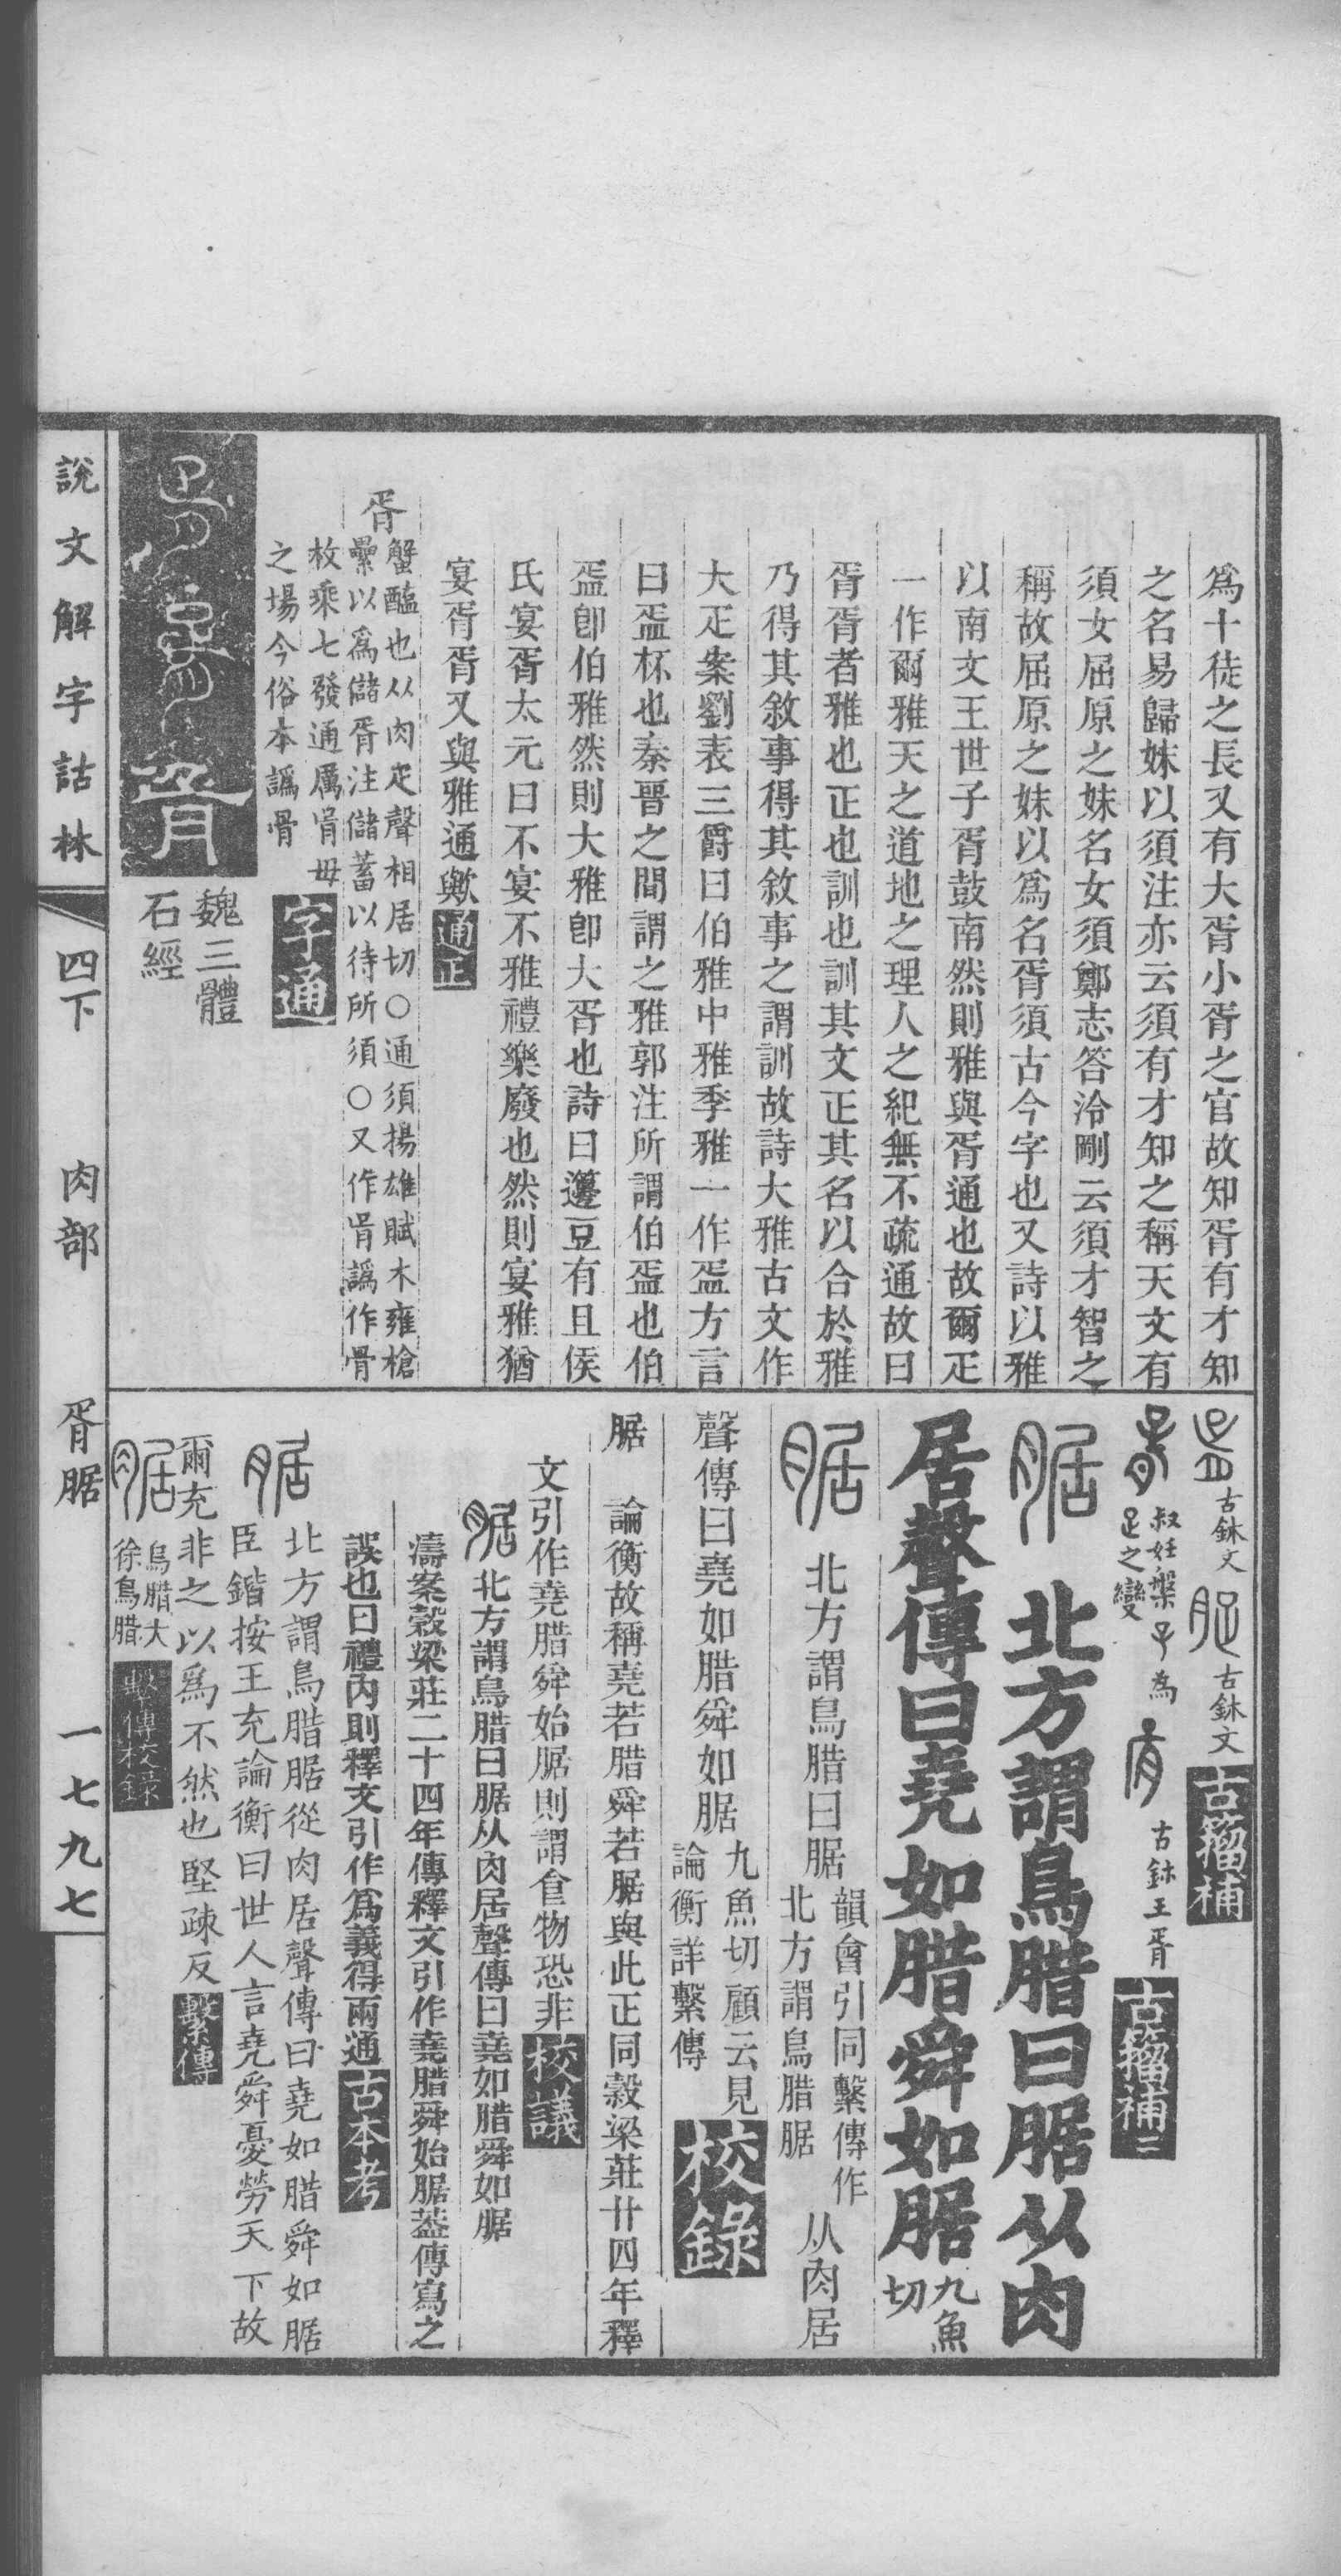 爲十徒之長又有大胥小胥之官故知胥有才知
之名易歸妹以須注亦云須有才知之稱天文有
須女屈原之妹名女須鄭志答泠剛云須才智之
稱故屈原之妹以爲名胥須古今字也又詩以雅
以南文王世子胥鼓南然則雅與胥通也故爾疋
一作爾雅天之道地之理人之紀無不疏通故曰
胥胥者雅也正也訓也訓其文正其名以合於雅
乃得其敘事得其敘事之謂訓故詩大雅古文作
大疋案劉表三爵曰伯雅中雅季雅一作盃方言
曰盃杯也秦晉之間謂之雅郭注所謂伯盃也伯
盃卽伯雅然則大雅卽大胥也詩曰籩豆有且侯
氏宴胥太元曰不宴不雅禮樂廢也然則宴雅猶
宴胥胥又與雅通歟通正
胥
蟹醢也从肉疋聲相居切○通須揚雄賦木雍槍
纍以爲儲胥注儲蓄以待所須○又作胥譌作骨
枚乘七發通厲胥母
之場今俗本譌骨
字通
魏三體
石經
古鉥文
古鉥文
古籀補
叔妊槃子為
疋之變
古鉥王胥
古籀補二
腒 北方謂鳥腊曰腒从肉
居聲傳曰堯如腊舜如腒
九魚
切
腒 北方謂鳥腊曰腒
韻會引同繫傳作
北方謂鳥腊腒
从肉居
聲傳曰堯如腊舜如腒
九魚切顧云見
論衡詳繫傳
校錄
腒 論衡故稱堯若腊舜若腒與此正同穀梁莊廿四年釋
文引作堯腊舜始腒則謂食物恐非校議
腒 北方謂鳥腊曰腒从肉居聲傳曰堯如腊舜如腒
濤案穀梁莊二十四年傳釋文引作堯腊舜始腒葢傳寫之
誤也曰禮內則釋文引作爲義得兩通古本考
腒 北方謂鳥腊腒從肉居聲傳曰堯如腊舜如腒
臣鍇按王充論衡曰世人言堯舜憂勞天下故
爾充非之以爲不然也堅疎反繫傳
腒
鳥腊大
徐鳥腊
繫傳校錄
說文解字詁林 四下 肉部 胥腒 一七九七